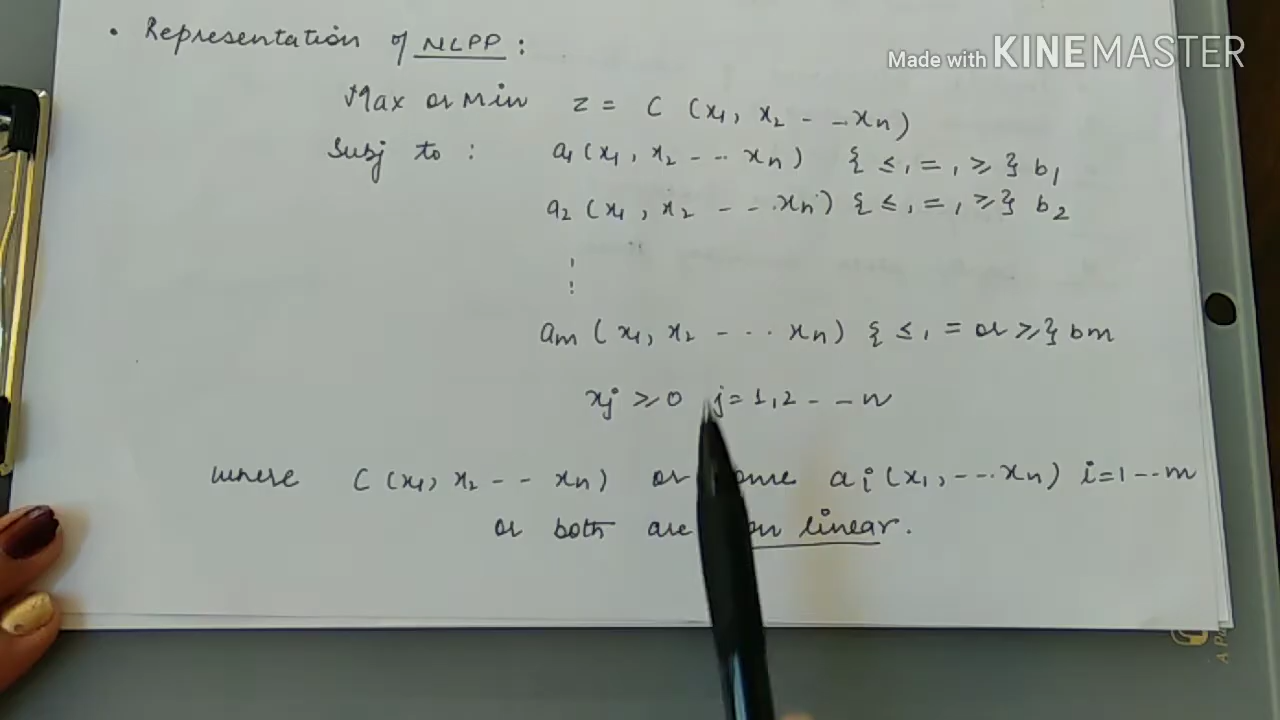 • Representation of NLPP :
Made with KINEMASTER
Max or Min z = C (x1, x2 - - xn)
Subj to : a1 (x1, x2 - -- xn) { ≤, =, ≥ } b1
a2 (x1, x2 - - - xn) { ≤, =, ≥ } b2
⋮
am (x1, x2 - --- xn) { ≤, = or ≥ } bm
xj ≥ 0 j = 1, 2 - - n
where C (x1, x2 - - xn) or ai (x1, --- xn) i = 1 -- m
or both are linear.
A